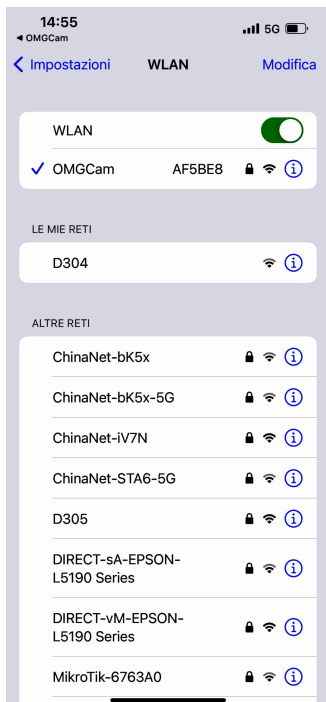 14:55
5G
◀ OMGCam
Impostazioni WLAN Modifica
WLAN
OMGCam AF5BE8
LE MIE RETI
D304
ALTRE RETI
ChinaNet-bK5x
ChinaNet-bK5x-5G
ChinaNet-iV7N
ChinaNet-STA6-5G
D305
DIRECT-sA-EPSON-
L5190 Series
DIRECT-vM-EPSON-
L5190 Series
MikroTik-6763A0